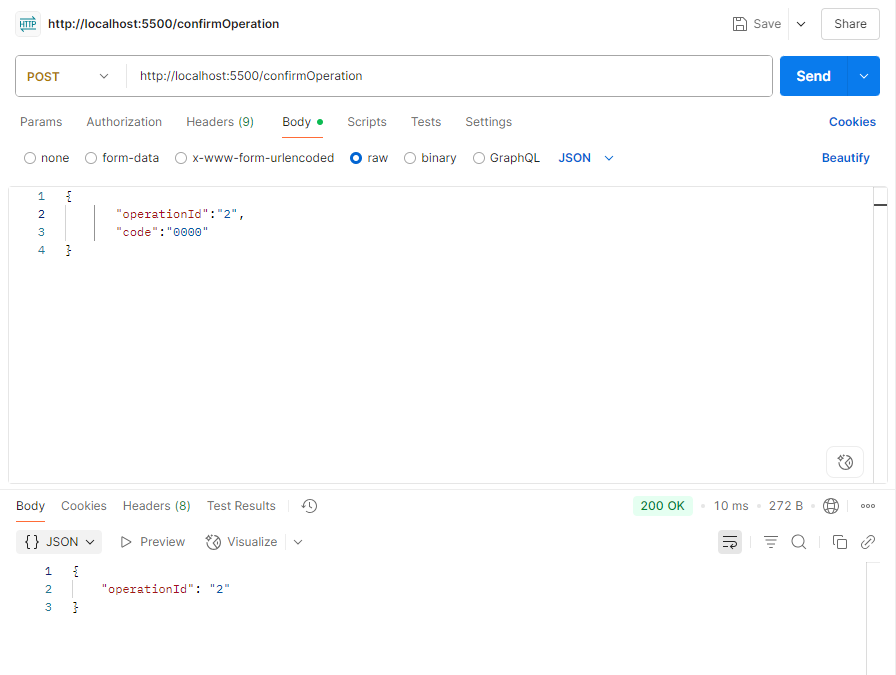 HTTP http://localhost:5500/confirmOperation Save Share
POST http://localhost:5500/confirmOperation Send
Params Authorization Headers (9) Body Scripts Tests Settings Cookies
none form-data x-www-form-urlencoded raw binary GraphQL JSON Beautify
1 {
2 "operationId":"2",
3 "code":"0000"
4 }
Body Cookies Headers (8) Test Results 200 OK 10 ms 272 B
{} JSON Preview Visualize
1 {
2 "operationId": "2"
3 }